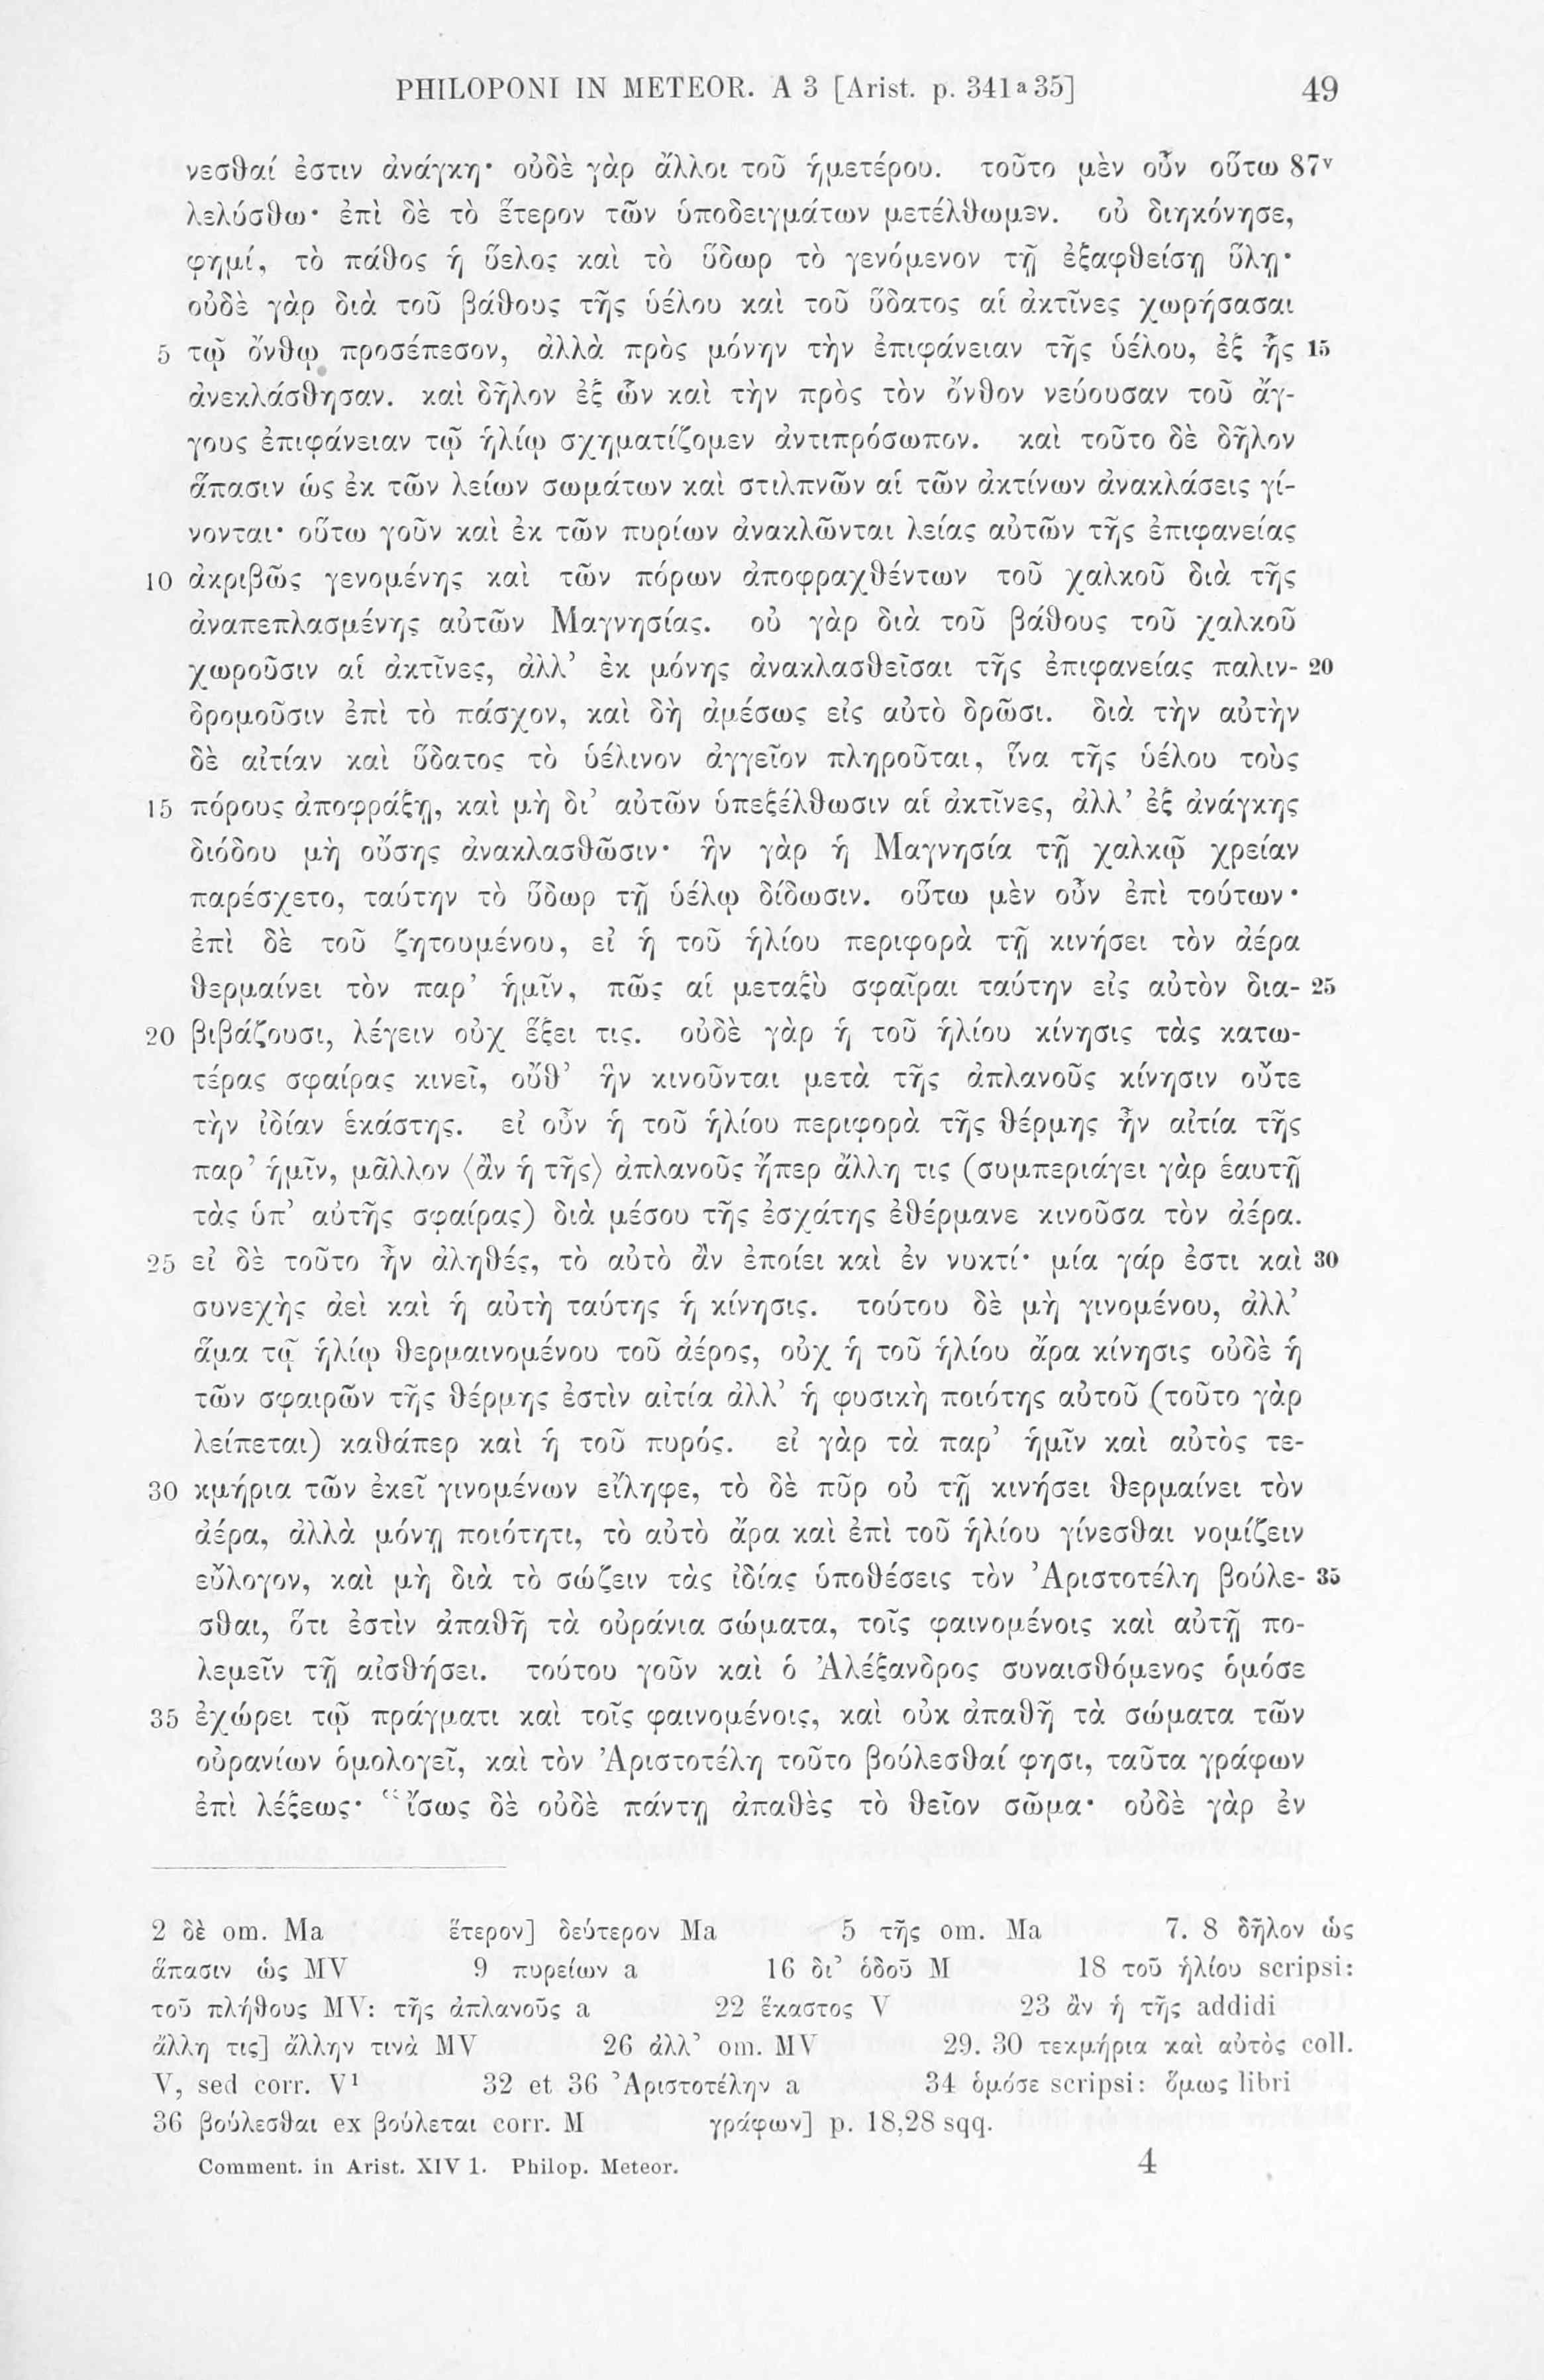 PHILOPONI IN METEOR. A 3 [Arist. p. 341ª35] 49
νεσθαί ἐστιν ἀνάγκη· οὐδὲ γὰρ ἄλλοι τοῦ ἡμετέρου. τοῦτο μὲν οὖν οὕτω 87ᵛ
λελύσθω· ἐπὶ δὲ τὸ ἕτερον τῶν ὑποδειγμάτων μετέλθωμεν. οὐ διηκόνησε,
φημί, τὸ πάθος ἡ ὕελος καὶ τὸ ὕδωρ τὸ γενόμενον τῇ ἐξαφθείσῃ ὕλῃ·
οὐδὲ γὰρ διὰ τοῦ βάθους τῆς ὑέλου καὶ τοῦ ὕδατος αἱ ἀκτῖνες χωρήσασαι
5 τῷ ὄνθῳ προσέπεσον, ἀλλὰ πρὸς μόνην τὴν ἐπιφάνειαν τῆς ὑέλου, ἐξ ἧς 15
ἀνεκλάσθησαν. καὶ δῆλον ἐξ ὧν καὶ τὴν πρὸς τὸν ὄνθον νεύουσαν τοῦ ἄγ-
γους ἐπιφάνειαν τῷ ἡλίῳ σχηματίζομεν ἀντιπρόσωπον. καὶ τοῦτο δὲ δῆλον
ἅπασιν ὡς ἐκ τῶν λείων σωμάτων καὶ στιλπνῶν αἱ τῶν ἀκτίνων ἀνακλάσεις γί-
νονται· οὕτω γοῦν καὶ ἐκ τῶν πυρίων ἀνακλῶνται λείας αὐτῶν τῆς ἐπιφανείας
10 ἀκριβῶς γενομένης καὶ τῶν πόρων ἀποφραχθέντων τοῦ χαλκοῦ διὰ τῆς
ἀναπεπλασμένης αὐτῶν Μαγνησίας. οὐ γὰρ διὰ τοῦ βάθους τοῦ χαλκοῦ
χωροῦσιν αἱ ἀκτῖνες, ἀλλ’ ἐκ μόνης ἀνακλασθεῖσαι τῆς ἐπιφανείας παλιν- 20
δρομοῦσιν ἐπὶ τὸ πάσχον, καὶ δὴ ἀμέσως εἰς αὐτὸ δρῶσι. διὰ τὴν αὐτὴν
δὲ αἰτίαν καὶ ὕδατος τὸ ὑέλινον ἀγγεῖον πληροῦται, ἵνα τῆς ὑέλου τοὺς
15 πόρους ἀποφράξῃ, καὶ μὴ δι’ αὐτῶν ὑπεξέλθωσιν αἱ ἀκτῖνες, ἀλλ’ ἐξ ἀνάγκης
διόδου μὴ οὔσης ἀνακλασθῶσιν· ἣν γὰρ ἡ Μαγνησία τῇ χαλκῷ χρείαν
παρέσχετο, ταύτην τὸ ὕδωρ τῇ ὑέλῳ δίδωσιν. οὕτω μὲν οὖν ἐπὶ τούτων·
ἐπὶ δὲ τοῦ ζητουμένου, εἰ ἡ τοῦ ἡλίου περιφορὰ τῇ κινήσει τὸν ἀέρα
θερμαίνει τὸν παρ’ ἡμῖν, πῶς αἱ μεταξὺ σφαῖραι ταύτην εἰς αὐτὸν δια- 25
20 βιβάζουσι, λέγειν οὐχ ἕξει τις. οὐδὲ γὰρ ἡ τοῦ ἡλίου κίνησις τὰς κατω-
τέρας σφαίρας κινεῖ, οὔθ’ ἣν κινοῦνται μετὰ τῆς ἀπλανοῦς κίνησιν οὔτε
τὴν ἰδίαν ἑκάστης. εἰ οὖν ἡ τοῦ ἡλίου περιφορὰ τῆς θέρμης ἦν αἰτία τῆς
παρ’ ἡμῖν, μᾶλλον ⟨ἂν ἡ τῆς⟩ ἀπλανοῦς ἤπερ ἄλλη τις (συμπεριάγει γὰρ ἑαυτῇ
τὰς ὑπ’ αὐτῆς σφαίρας) διὰ μέσου τῆς ἐσχάτης ἐθέρμανε κινοῦσα τὸν ἀέρα.
25 εἰ δὲ τοῦτο ἦν ἀληθές, τὸ αὐτὸ ἂν ἐποίει καὶ ἐν νυκτί· μία γάρ ἐστι καὶ 30
συνεχὴς ἀεὶ καὶ ἡ αὐτὴ ταύτης ἡ κίνησις. τούτου δὲ μὴ γινομένου, ἀλλ’
ἅμα τῷ ἡλίῳ θερμαινομένου τοῦ ἀέρος, οὐχ ἡ τοῦ ἡλίου ἄρα κίνησις οὐδὲ ἡ
τῶν σφαιρῶν τῆς θέρμης ἐστὶν αἰτία ἀλλ’ ἡ φυσικὴ ποιότης αὐτοῦ (τοῦτο γὰρ
λείπεται) καθάπερ καὶ ἡ τοῦ πυρός. εἰ γὰρ τὰ παρ’ ἡμῖν καὶ αὐτὸς τε-
30 κμήρια τῶν ἐκεῖ γινομένων εἴληφε, τὸ δὲ πῦρ οὐ τῇ κινήσει θερμαίνει τὸν
ἀέρα, ἀλλὰ μόνῃ ποιότητι, τὸ αὐτὸ ἄρα καὶ ἐπὶ τοῦ ἡλίου γίνεσθαι νομίζειν
εὔλογον, καὶ μὴ διὰ τὸ σώζειν τὰς ἰδίας ὑποθέσεις τὸν Ἀριστοτέλη βούλε- 35
σθαι, ὅτι ἐστὶν ἀπαθῆ τὰ οὐράνια σώματα, τοῖς φαινομένοις καὶ αὐτῇ πο-
λεμεῖν τῇ αἰσθήσει. τούτου γοῦν καὶ ὁ Ἀλέξανδρος συναισθόμενος ὁμόσε
35 ἐχώρει τῷ πράγματι καὶ τοῖς φαινομένοις, καὶ οὐκ ἀπαθῆ τὰ σώματα τῶν
οὐρανίων ὁμολογεῖ, καὶ τὸν Ἀριστοτέλη τοῦτο βούλεσθαί φησι, ταῦτα γράφων
ἐπὶ λέξεως· “ἴσως δὲ οὐδὲ πάντῃ ἀπαθὲς τὸ θεῖον σῶμα· οὐδὲ γὰρ ἐν
2 δὲ om. Ma ἕτερον] δεύτερον Ma 5 τῆς om. Ma 7. 8 δῆλον ὡς
ἅπασιν ὡς MV 9 πυρείων a 16 δι’ ὁδοῦ M 18 τοῦ ἡλίου scripsi:
τοῦ πλήθους MV: τῆς ἀπλανοῦς a 22 ἕκαστος V 23 ἂν ἡ τῆς addidi
ἄλλη τις] ἄλλην τινὰ MV 26 ἀλλ’ om. MV 29. 30 τεκμήρια καὶ αὐτὸς coll.
V, sed corr. V¹ 32 et 36 Ἀριστοτέλην a 34 ὁμόσε scripsi: ὅμως libri
36 βούλεσθαι ex βούλεται corr. M γράφων] p. 18,28 sqq.
Comment. in Arist. XIV 1. Philop. Meteor. 4